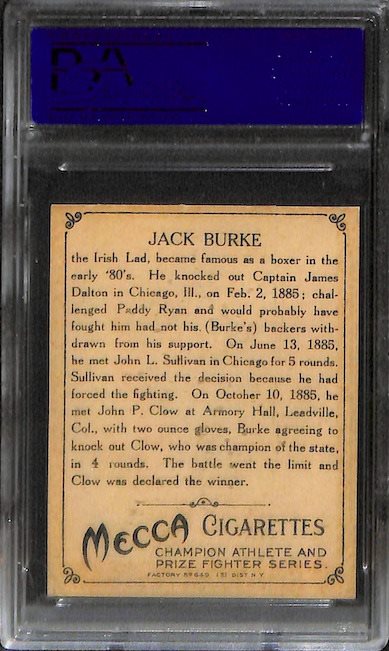 JACK BURKE
the Irish Lad, became famous as a boxer in the
early '80's. He knocked out Captain James
Dalton in Chicago, Ill., on Feb. 2, 1885; chal-
lenged Paddy Ryan and would probably have
fought him had not his (Burke's) backers with-
drawn from his support. On June 13, 1885,
he met John L. Sullivan in Chicago for 5 rounds.
Sullivan received the decision because he had
forced the fighting. On October 10, 1885, he
met John P. Clow at Armory Hall, Leadville,
Col., with two ounce gloves, Burke agreeing to
knock out Clow, who was champion of the state,
in 4 rounds. The battle went the limit and
Clow was declared the winner.
MECCA CIGARETTES
CHAMPION ATHLETE AND
PRIZE FIGHTER SERIES.
FACTORY Nº 649 1ST DIST. N.Y.